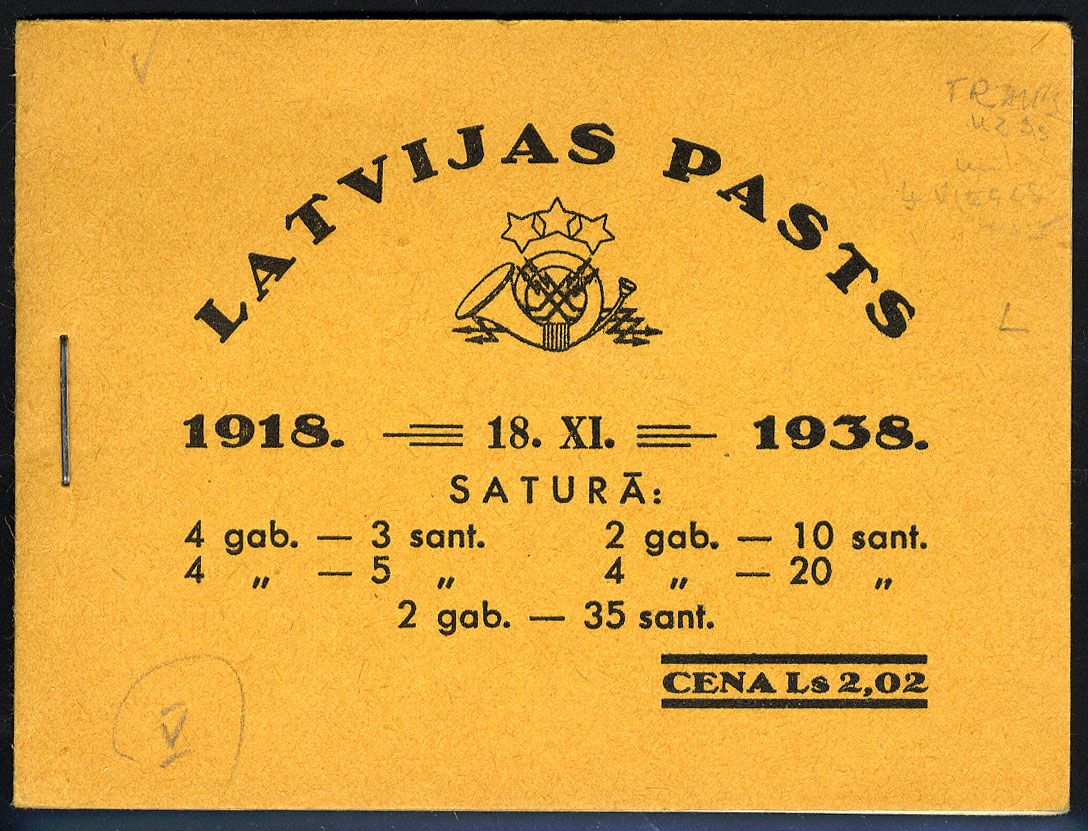 LATVIJAS PASTS
1918. 18. XI. 1938.
SATURĀ:
4 gab. — 3 sant. 2 gab. — 10 sant.
4 „ — 5 „ 4 „ — 20 „
2 gab. — 35 sant.
CENA Ls 2,02
V
L